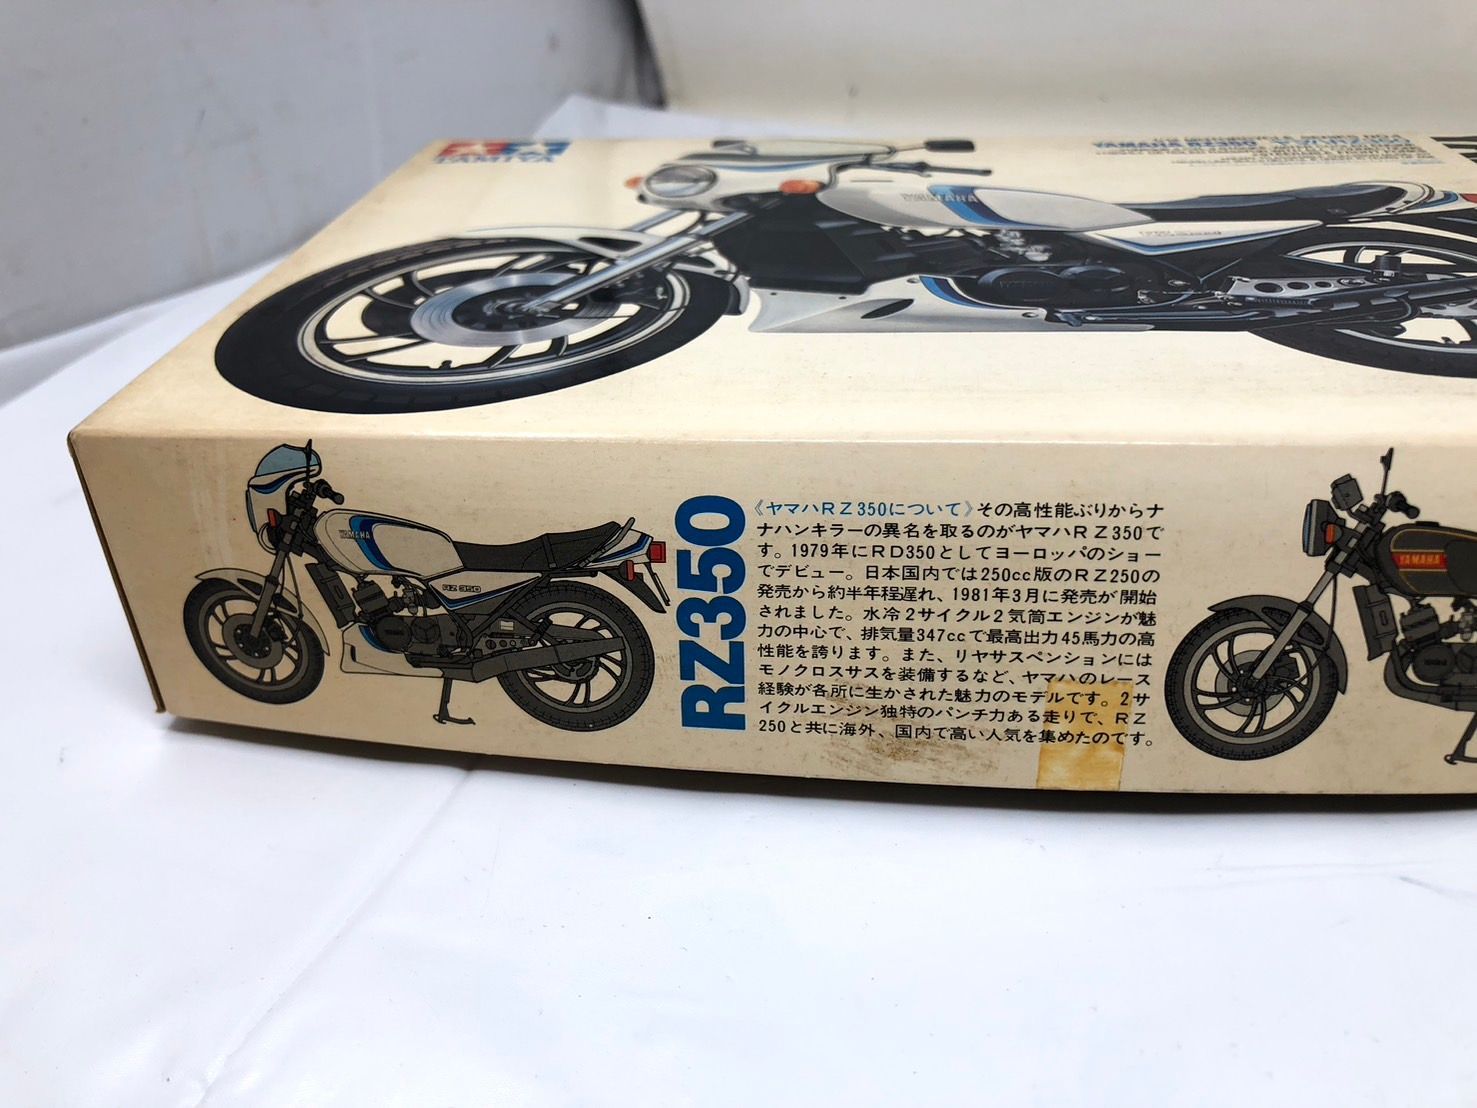 TAMIYA
YAMAHA RZ350 ヤマハRZ350
YAMAHA
YAMAHA
RZ 350
RZ350
《ヤマハRZ350について》その高性能ぶりからナ
ナハンキラーの異名を取るのがヤマハRZ350で
す。1979年にRD350としてヨーロッパのショー
でデビュー。日本国内では250cc版のRZ250の
発売から約半年程遅れ、1981年3月に発売が開始
されました。水冷2サイクル2気筒エンジンが魅
力の中心で、排気量347ccで最高出力45馬力の高
性能を誇ります。また、リヤサスペンションには
モノクロスサスを装備するなど、ヤマハのレース
経験が各所に生かされた魅力のモデルです。2サ
イクルエンジン独特のパンチ力ある走りで、RZ
250と共に海外、国内で高い人気を集めたのです。
YAMAHA